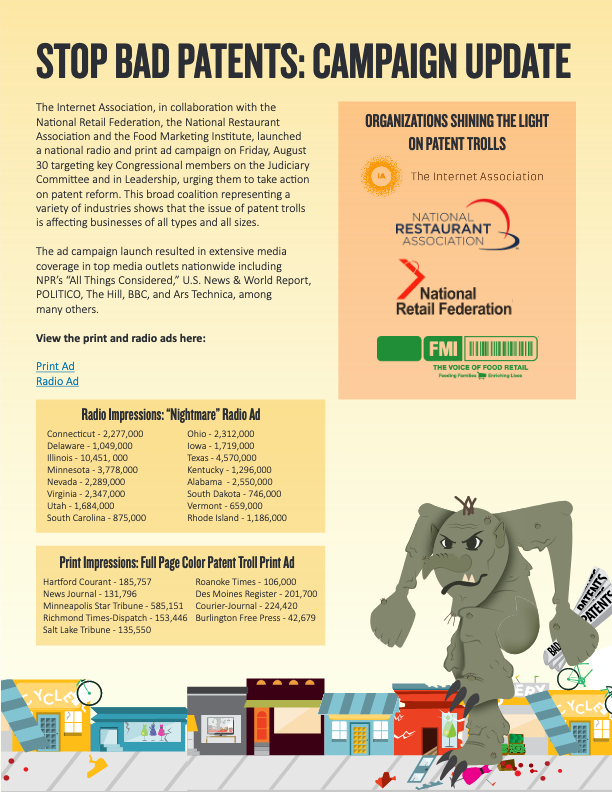 STOP BAD PATENTS: CAMPAIGN UPDATE
The Internet Association, in collaboration with the
National Retail Federation, the National Restaurant
Association and the Food Marketing Institute, launched
a national radio and print ad campaign on Friday, August
30 targeting key Congressional members on the Judiciary
Committee and in Leadership, urging them to take action
on patent reform. This broad coalition representing a
variety of industries shows that the issue of patent trolls
is affecting businesses of all types and all sizes.
The ad campaign launch resulted in extensive media
coverage in top media outlets nationwide including
NPR's "All Things Considered," U.S. News & World Report,
POLITICO, The Hill, BBC, and Ars Technica, among
many others.
View the print and radio ads here:
Print Ad
Radio Ad
ORGANIZATIONS SHINING THE LIGHT
ON PATENT TROLLS
IA
The Internet Association
NATIONAL
RESTAURANT
ASSOCIATION
National
Retail Federation
FMI
THE VOICE OF FOOD RETAIL
Feeding Families Enriching Lives
Radio Impressions: "Nightmare" Radio Ad
Connecticut - 2,277,000
Delaware - 1,049,000
Illinois - 10,451, 000
Minnesota - 3,778,000
Nevada - 2,289,000
Virginia - 2,347,000
Utah - 1,684,000
South Carolina - 875,000
Ohio - 2,312,000
Iowa - 1,719,000
Texas - 4,570,000
Kentucky - 1,296,000
Alabama - 2,550,000
South Dakota - 746,000
Vermont - 659,000
Rhode Island - 1,186,000
Print Impressions: Full Page Color Patent Troll Print Ad
Hartford Courant - 185,757
News Journal - 131,796
Minneapolis Star Tribune - 585,151
Richmond Times-Dispatch - 153,446
Salt Lake Tribune - 135,550
Roanoke Times - 106,000
Des Moines Register - 201,700
Courier-Journal - 224,420
Burlington Free Press - 42,679
PATENTS
PATENTS
BAD
CYCLE
ERY
CYCLE